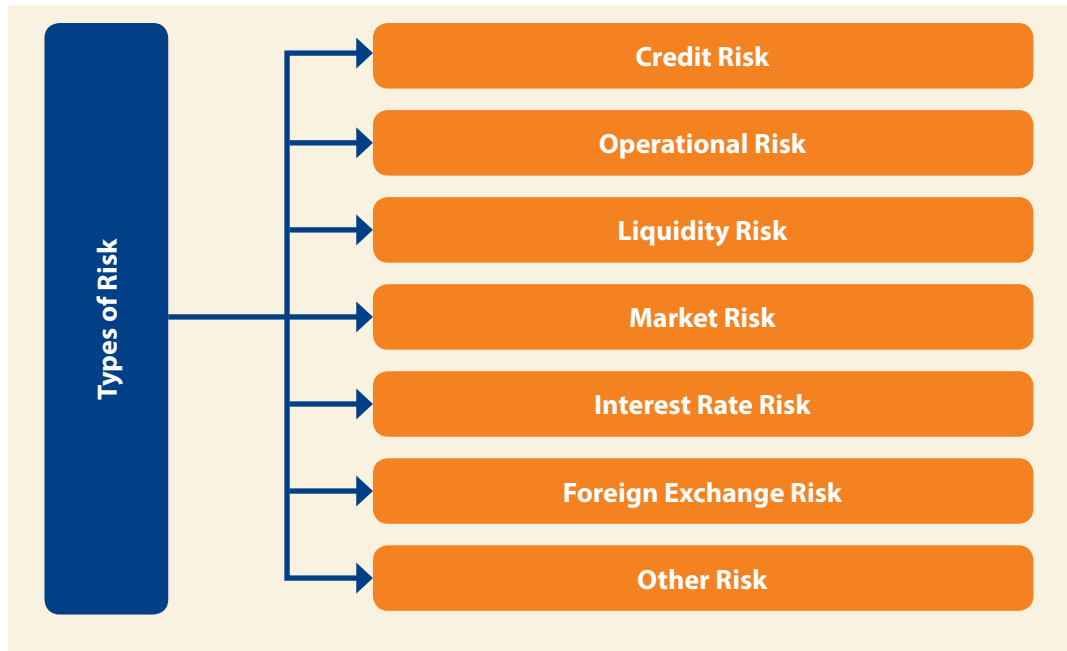 Types of Risk
Credit Risk
Operational Risk
Liquidity Risk
Market Risk
Interest Rate Risk
Foreign Exchange Risk
Other Risk